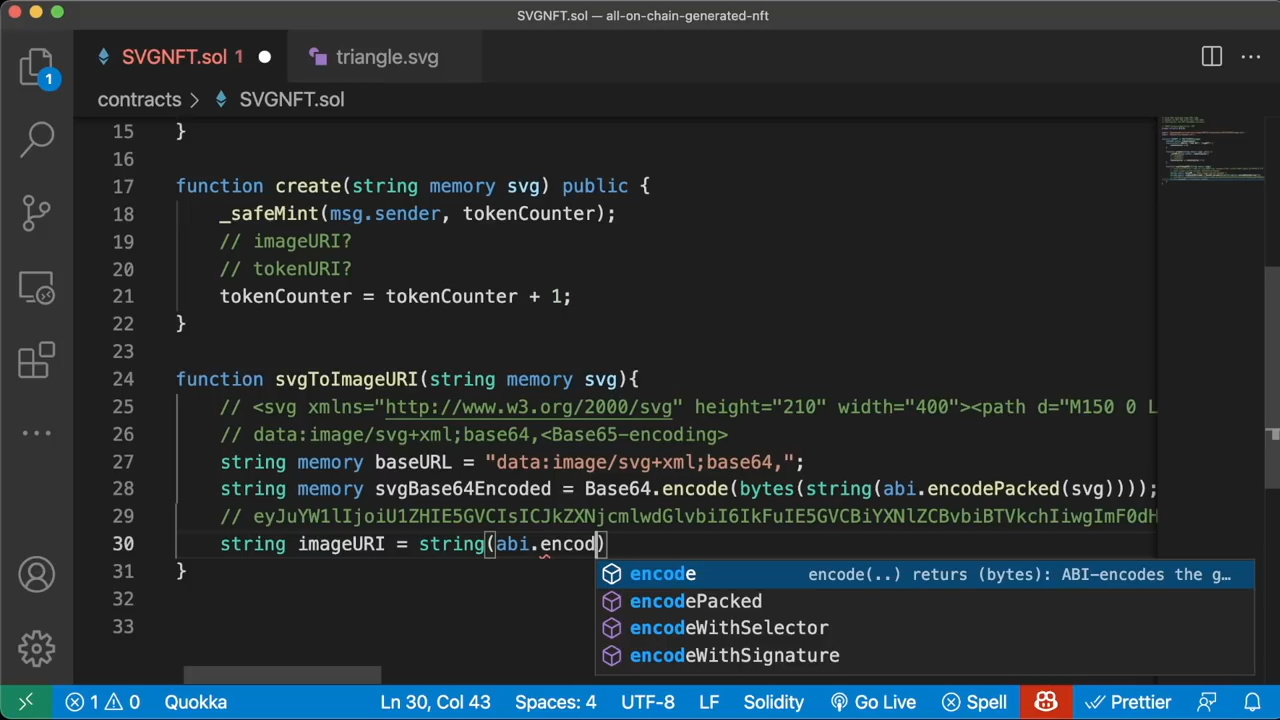 SVGNFT.sol — all-on-chain-generated-nft
SVGNFT.sol 1
triangle.svg
1
contracts > SVGNFT.sol
15 }
16
17 function create(string memory svg) public {
18 _safeMint(msg.sender, tokenCounter);
19 // imageURI?
20 // tokenURI?
21 tokenCounter = tokenCounter + 1;
22 }
23
24 function svgToImageURI(string memory svg){
25 // <svg xmlns="http://www.w3.org/2000/svg" height="210" width="400"><path d="M150 0 L
26 // data:image/svg+xml;base64,<Base65-encoding>
27 string memory baseURL = "data:image/svg+xml;base64,";
28 string memory svgBase64Encoded = Base64.encode(bytes(string(abi.encodePacked(svg))));
29 // eyJuYW1lIjoiU1ZHIE5GVCIsICJkZXNjcmlwdGlvbiI6IkFuIE5GVCBiYXNlZCBvbiBTVkchIiwgImF0dH
30 string imageURI = string(abi.encod)
31 }
32
33
encode encode(..) returs (bytes): ABI-encodes the g…
encodePacked
encodeWithSelector
encodeWithSignature
1 0 Quokka Ln 30, Col 43 Spaces: 4 UTF-8 LF Solidity Go Live Spell Prettier